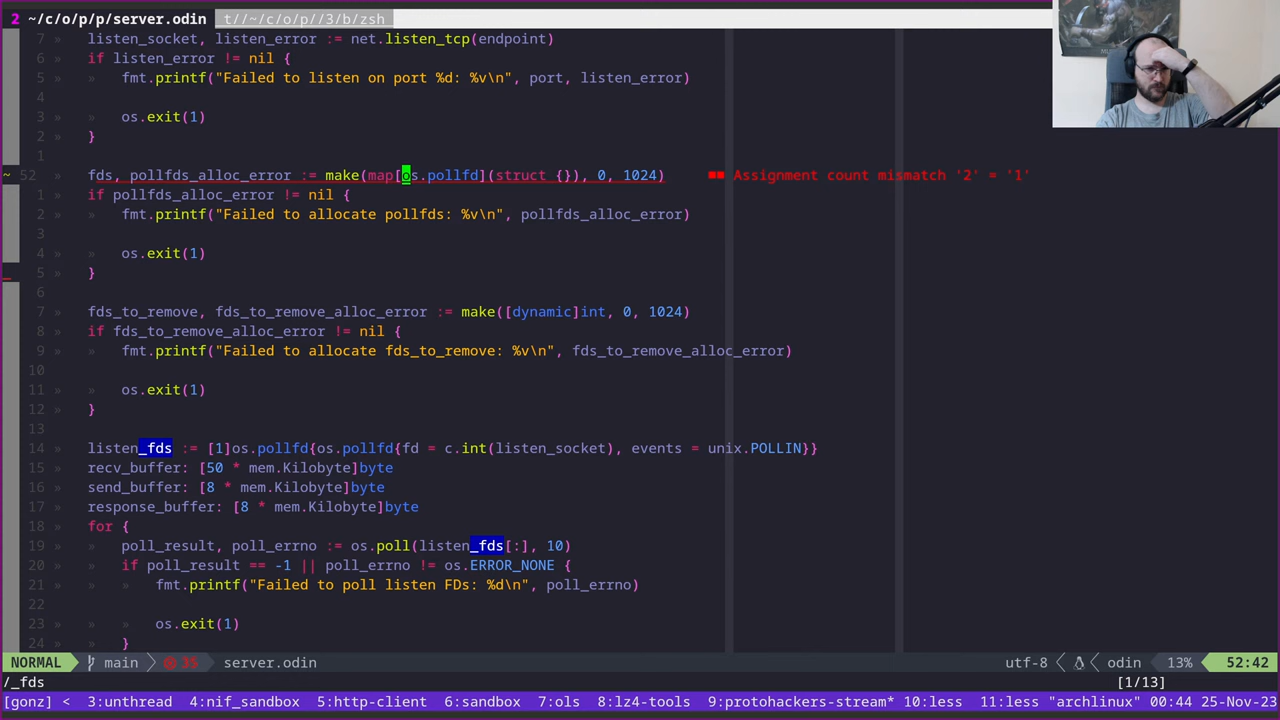 2 ~/c/o/p/p/server.odin t//~/c/o/p//3/b/zsh
7 » listen_socket, listen_error := net.listen_tcp(endpoint)
6 » if listen_error != nil {
5 » » fmt.printf("Failed to listen on port %d: %v\n", port, listen_error)
4
3 » » os.exit(1)
2 » }
1
~ 52 » fds, pollfds_alloc_error := make(map[os.pollfd](struct {}), 0, 1024) ■■ Assignment count mismatch '2' = '1'
1 » if pollfds_alloc_error != nil {
2 » » fmt.printf("Failed to allocate pollfds: %v\n", pollfds_alloc_error)
3
4 » » os.exit(1)
_ 5 » }
6
7 » fds_to_remove, fds_to_remove_alloc_error := make([dynamic]int, 0, 1024)
8 » if fds_to_remove_alloc_error != nil {
9 » » fmt.printf("Failed to allocate fds_to_remove: %v\n", fds_to_remove_alloc_error)
10
11 » » os.exit(1)
12 » }
13
14 » listen_fds := [1]os.pollfd{os.pollfd{fd = c.int(listen_socket), events = unix.POLLIN}}
15 » recv_buffer: [50 * mem.Kilobyte]byte
16 » send_buffer: [8 * mem.Kilobyte]byte
17 » response_buffer: [8 * mem.Kilobyte]byte
18 » for {
19 » » poll_result, poll_errno := os.poll(listen_fds[:], 10)
20 » » if poll_result == -1 || poll_errno != os.ERROR_NONE {
21 » » » fmt.printf("Failed to poll listen FDs: %d\n", poll_errno)
22
23 » » » os.exit(1)
24 » » }
NORMAL main 35 server.odin utf-8 odin 13% 52:42
/_fds [1/13]
[gonz] < 3:unthread 4:nif_sandbox 5:http-client 6:sandbox 7:ols 8:lz4-tools 9:protohackers-stream* 10:less 11:less "archlinux" 00:44 25-Nov-23